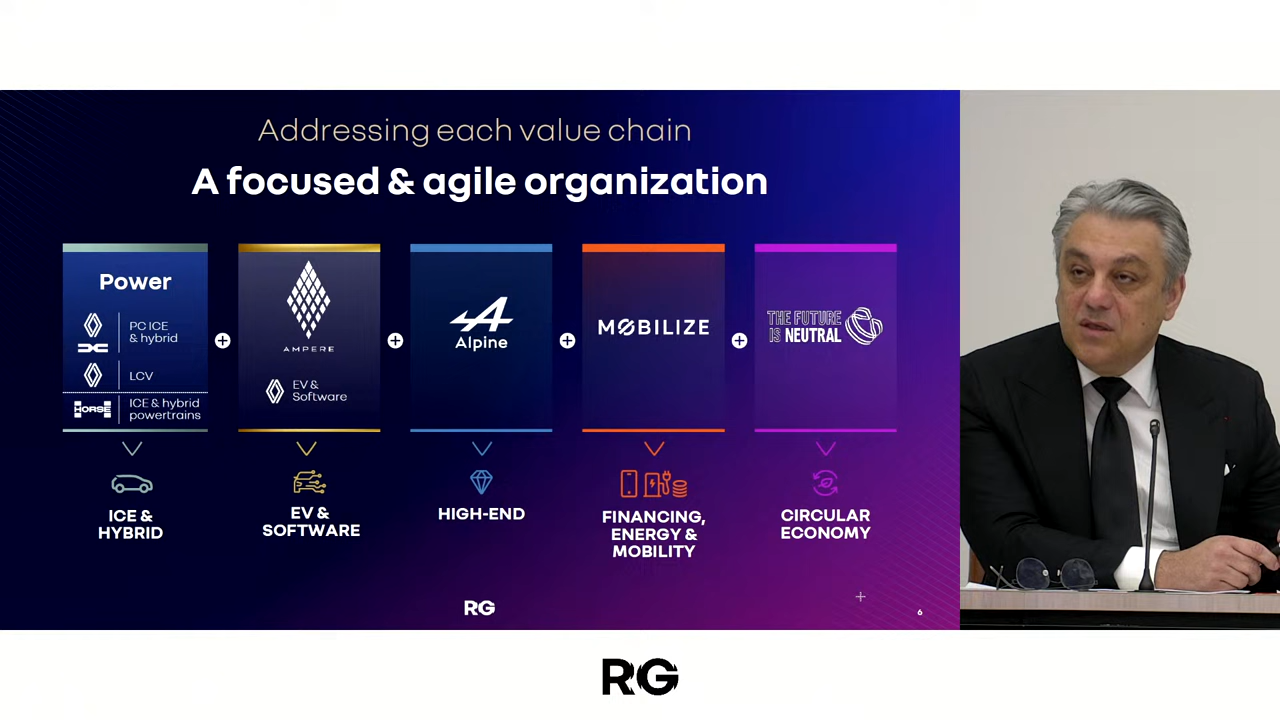 Addressing each value chain
A focused & agile organization
Power
PC ICE
& hybrid
LCV
HORSE
ICE & hybrid
powertrains
AMPERE
EV &
Software
Alpine
MOBILIZE
THE FUTURE
IS NEUTRAL
ICE &
HYBRID
EV &
SOFTWARE
HIGH-END
FINANCING,
ENERGY &
MOBILITY
CIRCULAR
ECONOMY
RG
6
RG